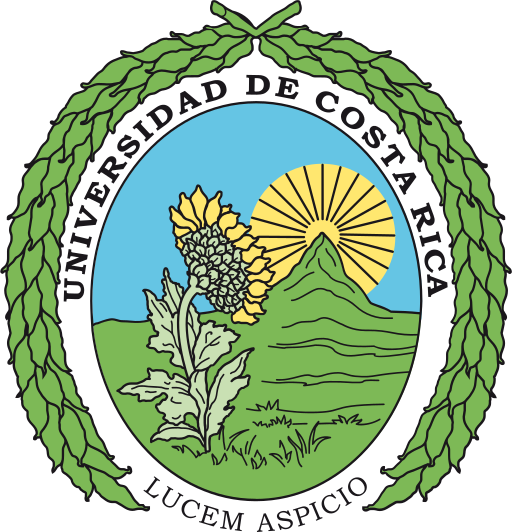 UNIVERSIDAD DE COSTA RICA
LUCEM ASPICIO